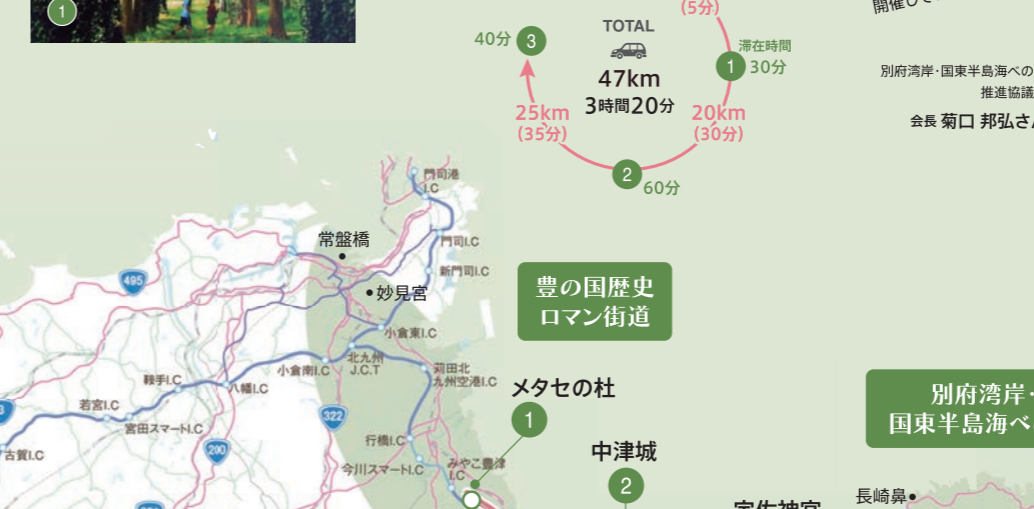 1
(5分)
TOTAL
47km
3時間20分
40分 3
滞在時間
1 30分
25km
(35分)
20km
(30分)
2
60分
別府湾岸・国東半島海べの
推進協議
会長 菊口 邦弘さ
門司港
I.C
常盤橋
門司I.C
495
新門司I.C
妙見宮
豊の国歴史
ロマン街道
小倉東I.C
北九州
J.C.T
小倉南I.C
苅田北
九州空港I.C
鞍手I.C
八幡I.C
若宮I.C
宮田スマートI.C
322
200
古賀I.C
行橋I.C
今川スマートI.C
みやこ豊津
I.C
メタセの杜
1
中津城
2
別府湾岸・
国東半島海べ
長崎鼻